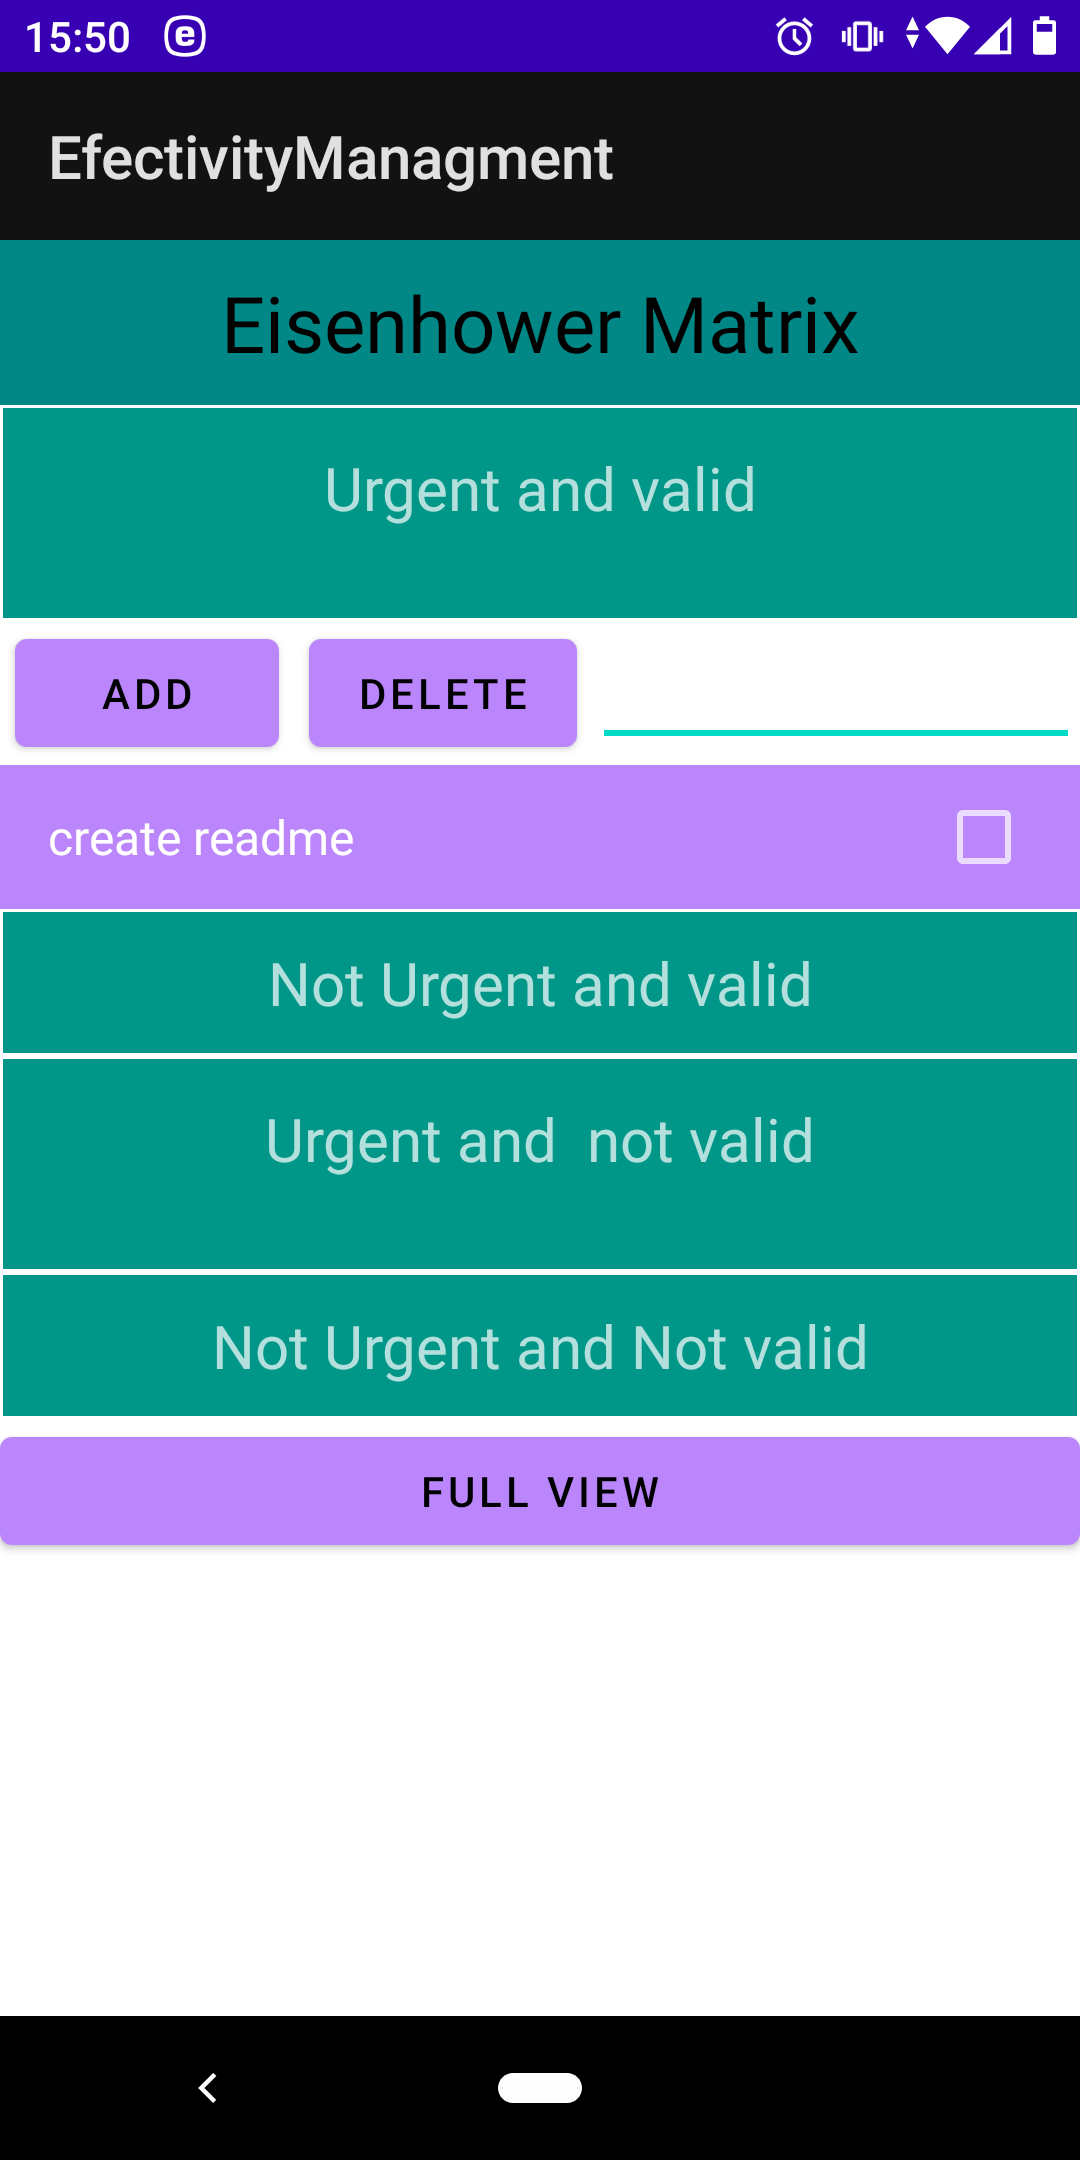 15:50
EfectivityManagment
Eisenhower Matrix
Urgent and valid
ADD DELETE
create readme
Not Urgent and valid
Urgent and  not valid
Not Urgent and Not valid
FULL VIEW